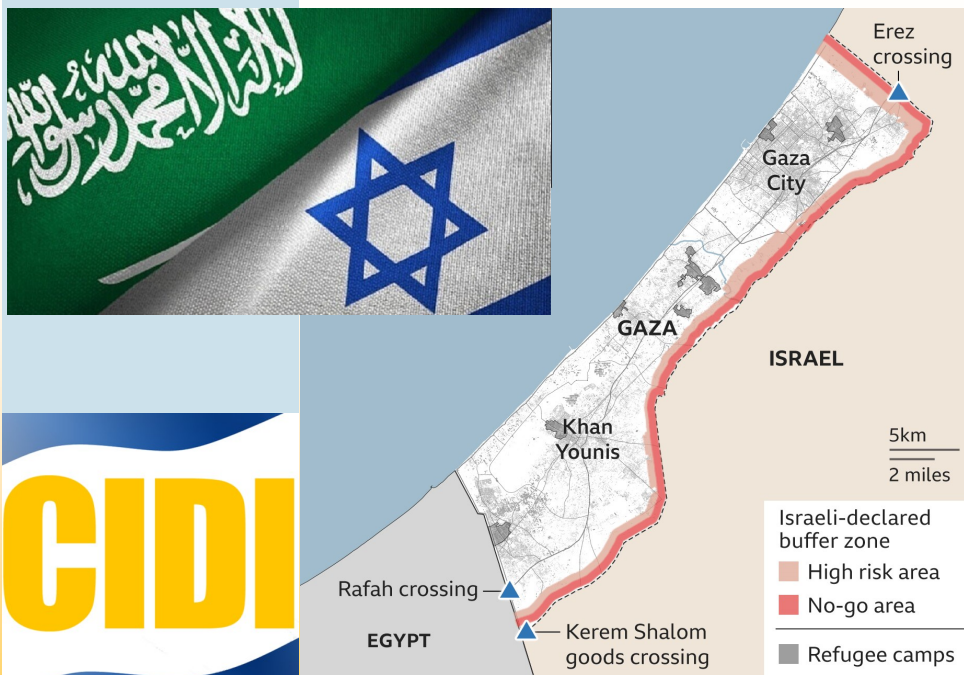 لا إله إلا الله محمد رسول الله
Erez
crossing
Gaza
City
GAZA
ISRAEL
Khan
Younis
5km
2 miles
Israeli-declared
buffer zone
High risk area
No-go area
Refugee camps
Rafah crossing
EGYPT
Kerem Shalom
goods crossing
CIDI